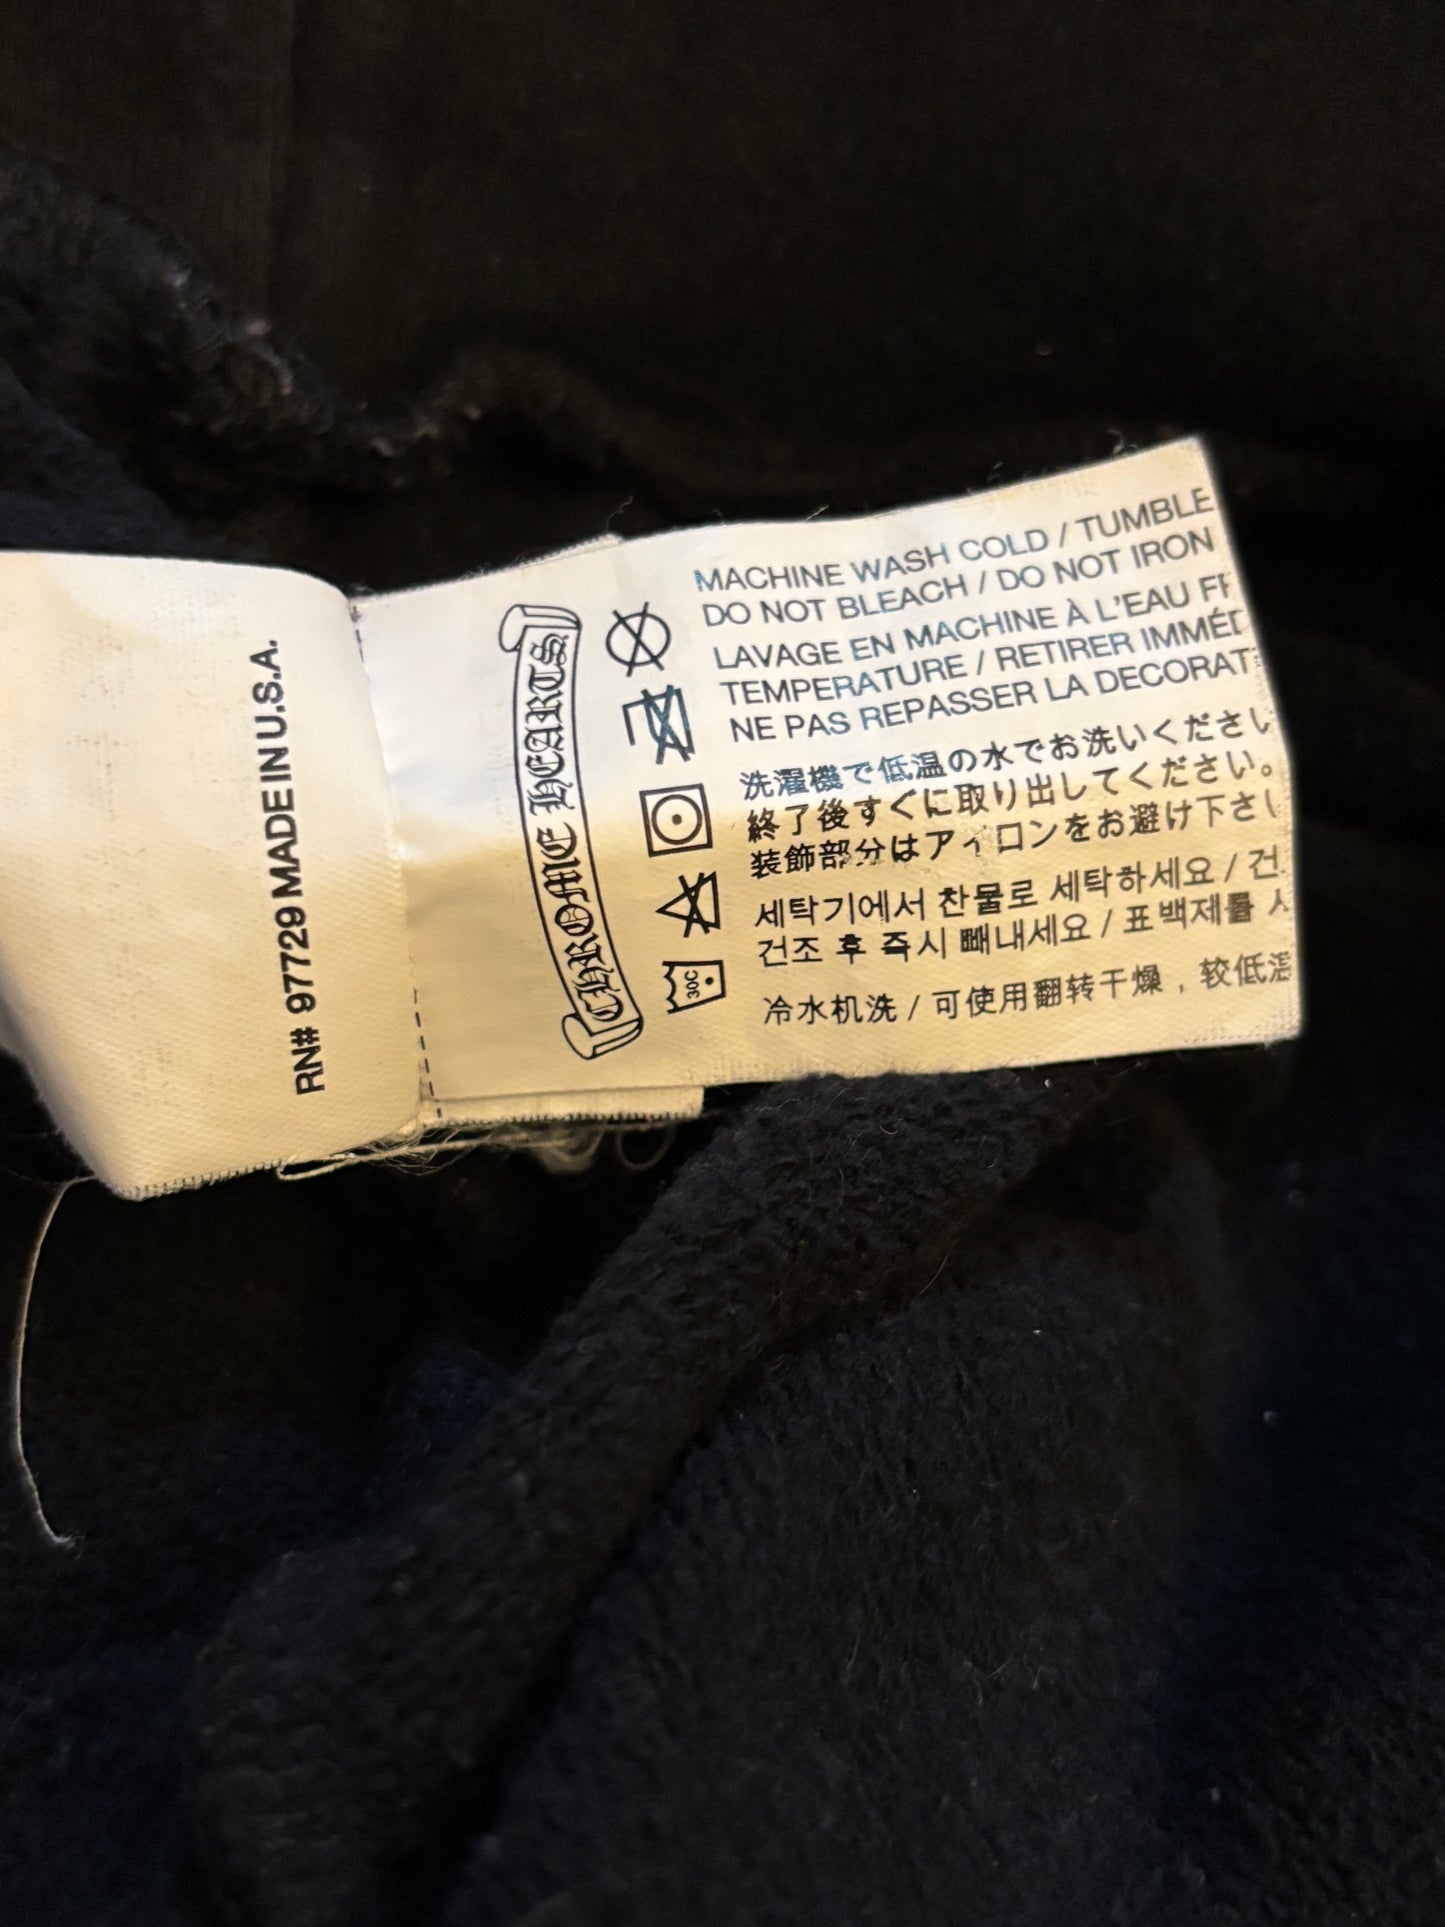 RN# 97729 MADE IN U.S.A.
CHROME HEARTS
30C
MACHINE WASH COLD / TUMBLE
DO NOT BLEACH / DO NOT IRON
LAVAGE EN MACHINE À L'EAU
TEMPERATURE / RETIRER
NE PAS REPASSER LA
洗濯機で低温の水でお洗いください
終了後すぐに取り出してください。
装飾部分はアイロンをお避け下さい
세탁기에서 찬물로 세탁하세요 / 건
건조 후 즉시 빼내세요 / 표백제를
冷水机洗 / 可使用翻转干燥，较低温